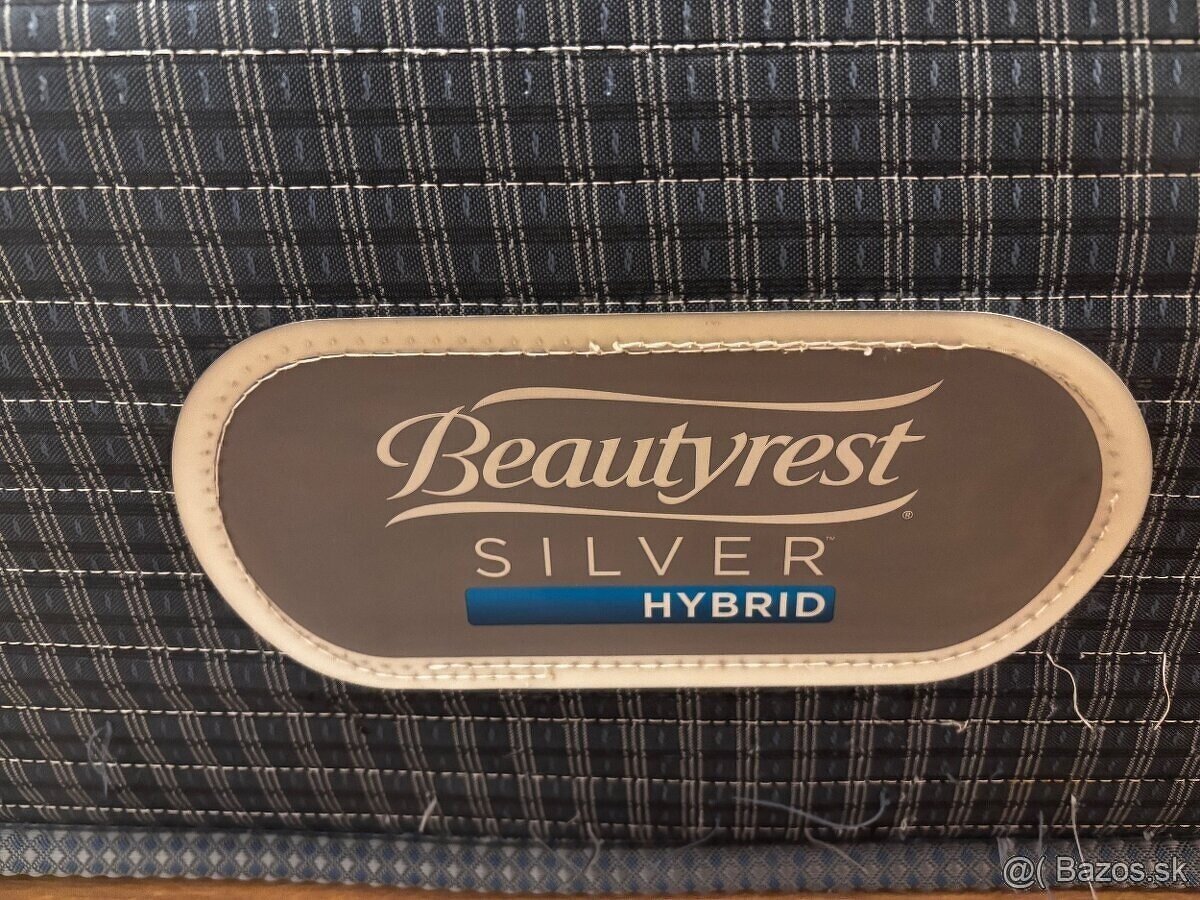 Beautyrest®
SILVER™
HYBRID
@( Bazos.sk